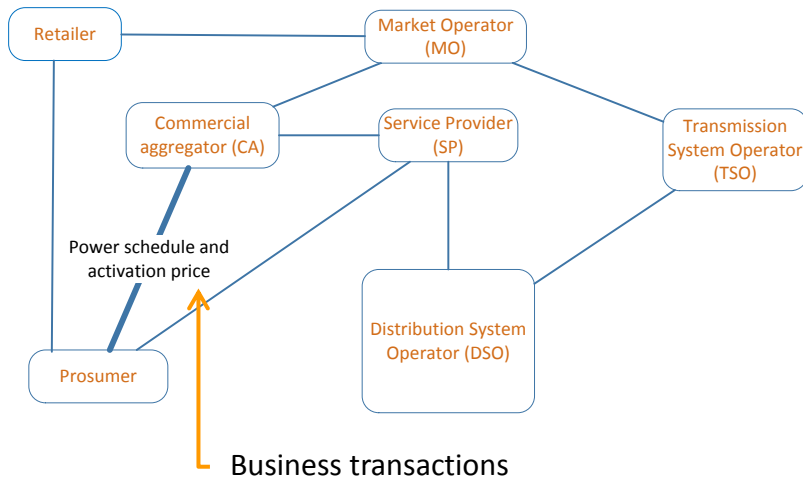 Retailer
Market Operator
(MO)
Commercial
aggregator (CA)
Service Provider
(SP)
Transmission
System Operator
(TSO)
Power schedule and
activation price
Distribution System
Operator (DSO)
Prosumer
Business transactions